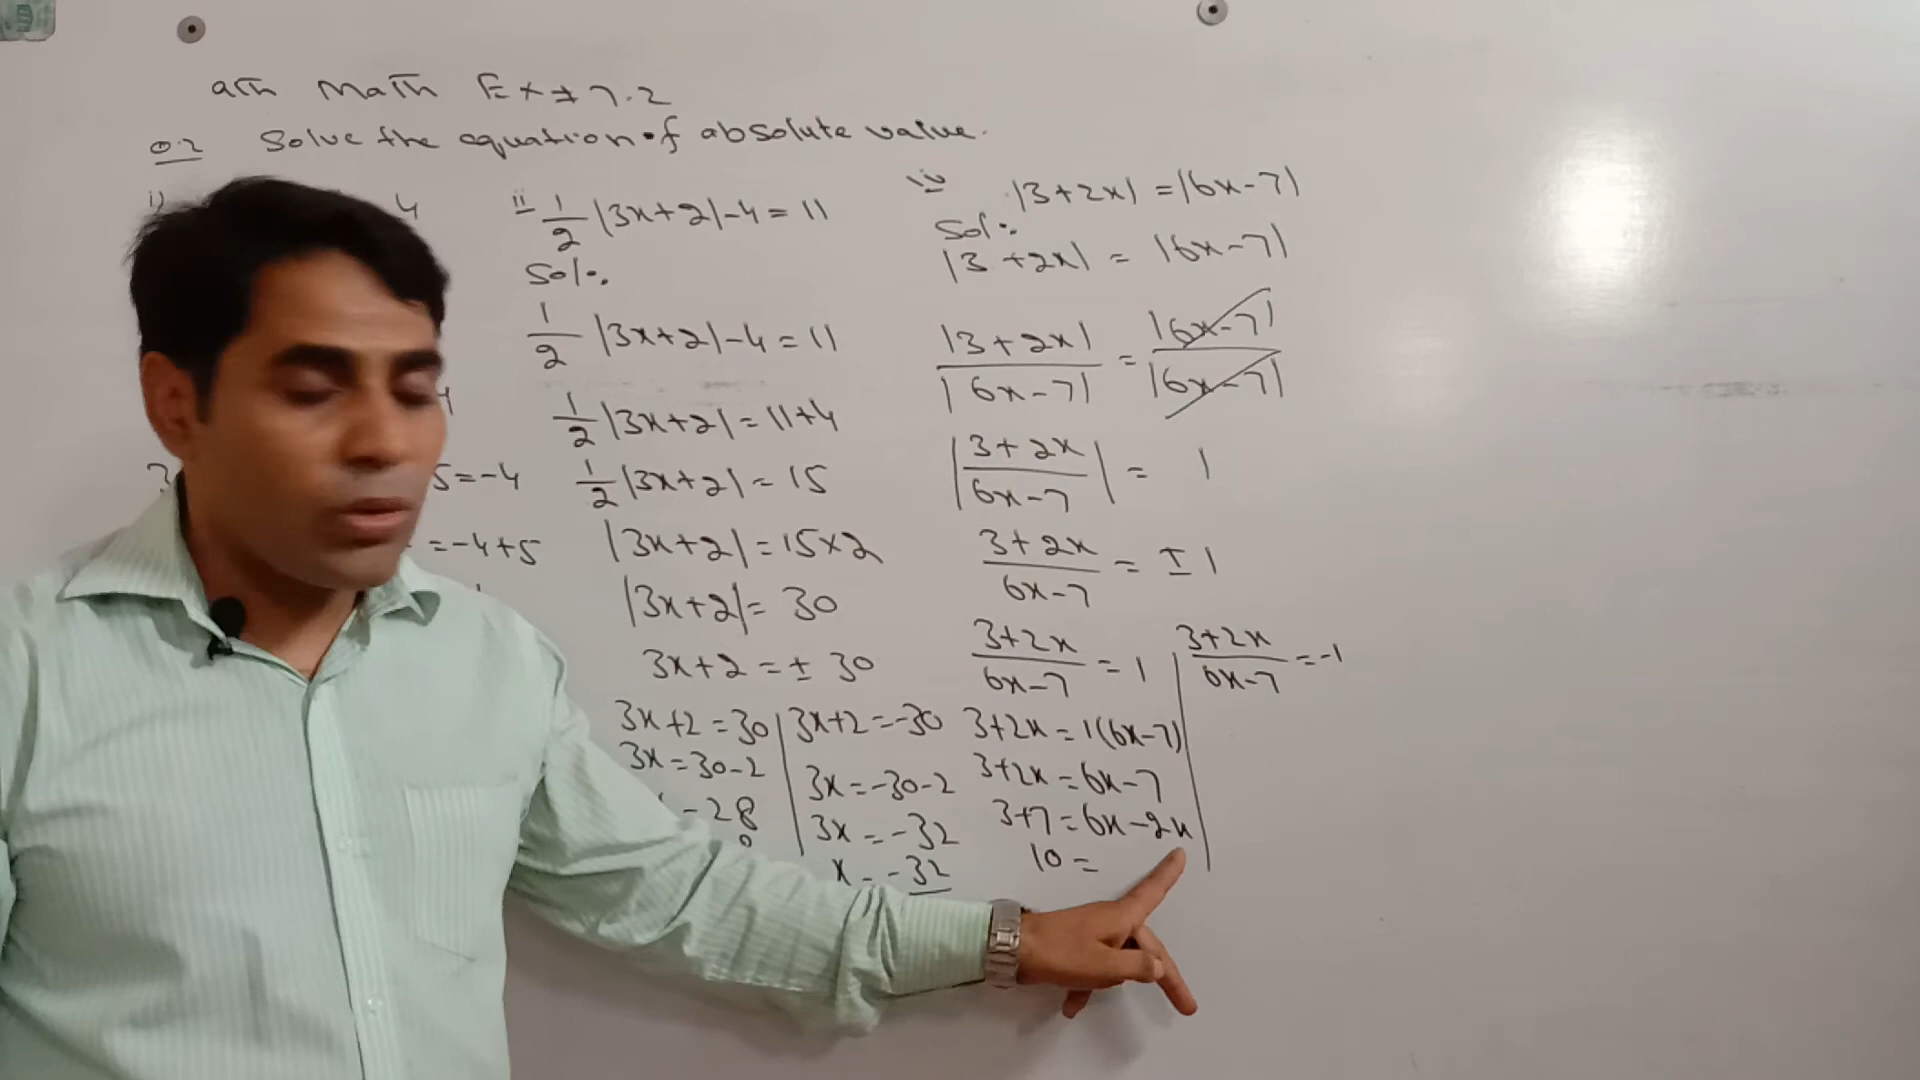 9th Math Ex # 7.2
Q.2 Solve the equation of absolute value.
i)
4
5 = -4
= -4+5
ii 1/2 |3x+2| - 4 = 11
Sol:
1/2 |3x+2| - 4 = 11
1/2 |3x+2| = 11+4
1/2 |3x+2| = 15
|3x+2| = 15×2
|3x+2| = 30
3x+2 = ± 30
3x+2 = 30
3x = 30-2
28
3x+2 = -30
3x = -30-2
3x = -32
x = -32
iv |3+2x| = |6x-7|
Sol:
|3+2x| = |6x-7|
|3+2x| / |6x-7| = |6x-7| / |6x-7|
|3+2x / 6x-7| = 1
3+2x / 6x-7 = ± 1
3+2x / 6x-7 = 1
3+2x = 1(6x-7)
3+2x = 6x-7
3+7 = 6x-2x
10 =
3+2x / 6x-7 = -1